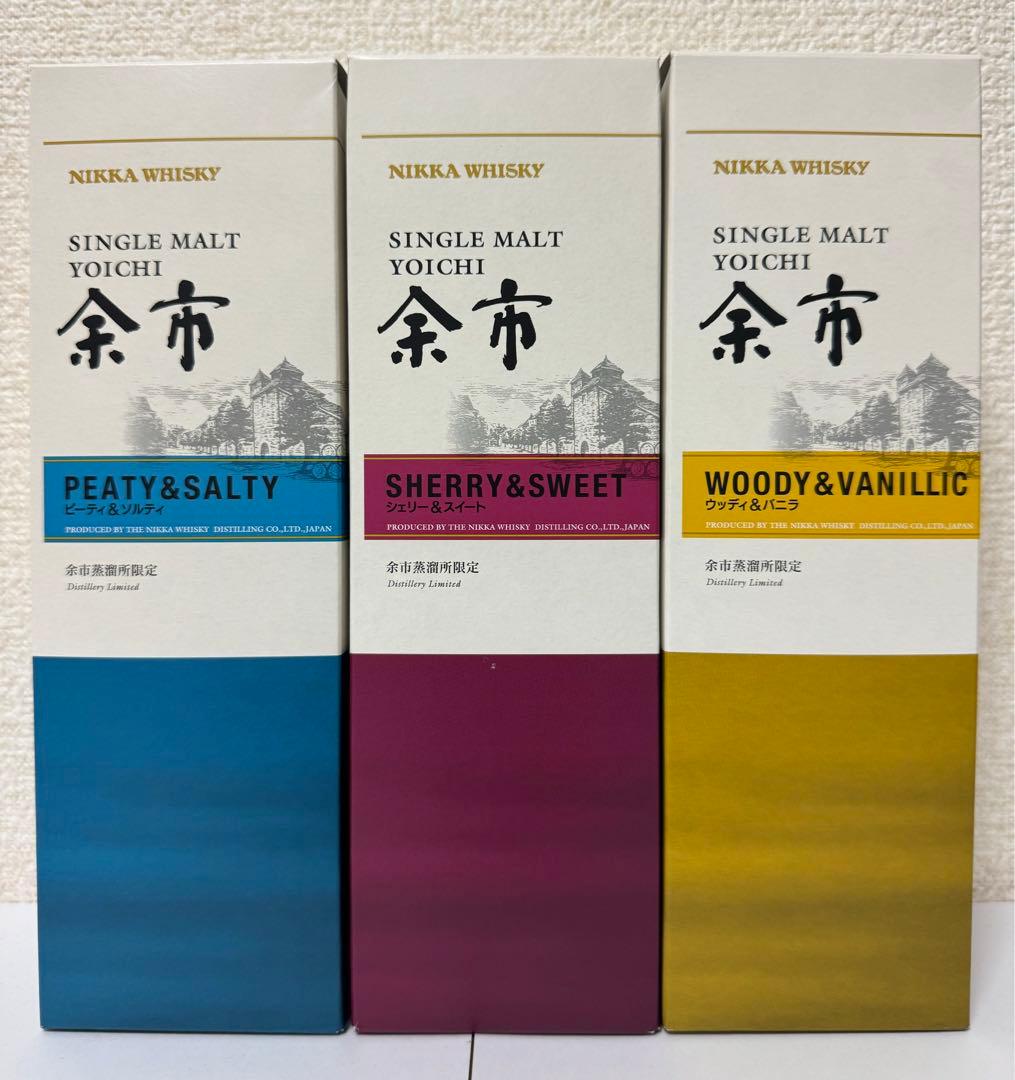 NIKKA WHISKY
SINGLE MALT
YOICHI
余市
PEATY&SALTY
ピーティ&ソルティ
PRODUCED BY THE NIKKA WHISKY DISTILLING CO.,LTD.,JAPAN
余市蒸溜所限定
Distillery Limited
NIKKA WHISKY
SINGLE MALT
YOICHI
余市
SHERRY&SWEET
シェリー&スイート
PRODUCED BY THE NIKKA WHISKY DISTILLING CO.,LTD.,JAPAN
余市蒸溜所限定
Distillery Limited
NIKKA WHISKY
SINGLE MALT
YOICHI
余市
WOODY&VANILLIC
ウッディ&バニラ
PRODUCED BY THE NIKKA WHISKY DISTILLING CO.,LTD.,JAPAN
余市蒸溜所限定
Distillery Limited